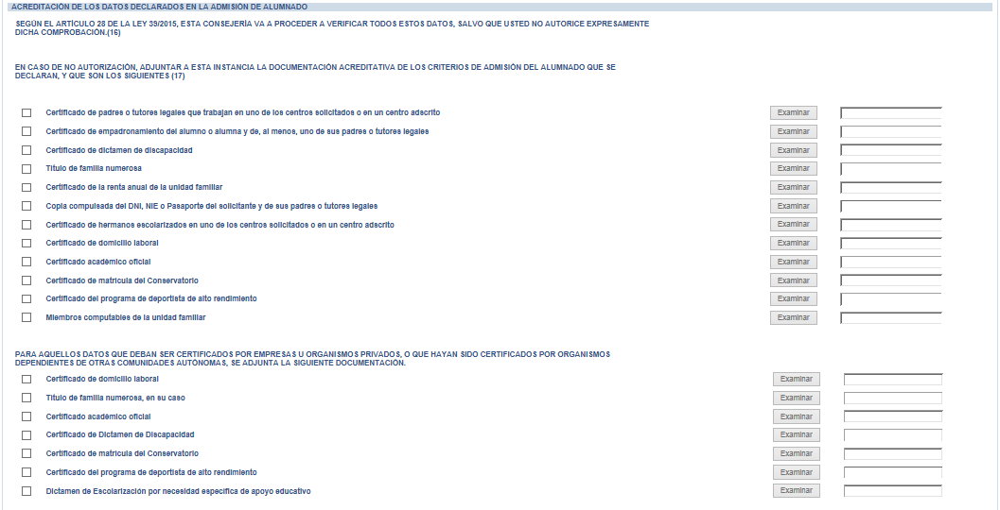 ACREDITACIÓN DE LOS DATOS DECLARADOS EN LA ADMISIÓN DE ALUMNADO
SEGÚN EL ARTÍCULO 28 DE LA LEY 39/2015, ESTA CONSEJERÍA VA A PROCEDER A VERIFICAR TODOS ESTOS DATOS, SALVO QUE USTED NO AUTORICE EXPRESAMENTE
DICHA COMPROBACIÓN.(16)
EN CASO DE NO AUTORIZACIÓN, ADJUNTAR A ESTA INSTANCIA LA DOCUMENTACIÓN ACREDITATIVA DE LOS CRITERIOS DE ADMISIÓN DEL ALUMNADO QUE SE
DECLARAN, Y QUE SON LOS SIGUIENTES (17)
Certificado de padres o tutores legales que trabajan en uno de los centros solicitados o en un centro adscrito Examinar
Certificado de empadronamiento del alumno o alumna y de, al menos, uno de sus padres o tutores legales Examinar
Certificado de dictamen de discapacidad Examinar
Título de familia numerosa Examinar
Certificado de la renta anual de la unidad familiar Examinar
Copia compulsada del DNI, NIE o Pasaporte del solicitante y de sus padres o tutores legales Examinar
Certificado de hermanos escolarizados en uno de los centros solicitados o en un centro adscrito Examinar
Certificado de domicilio laboral Examinar
Certificado académico oficial Examinar
Certificado de matrícula del Conservatorio Examinar
Certificado del programa de deportista de alto rendimiento Examinar
Miembros computables de la unidad familiar Examinar
PARA AQUELLOS DATOS QUE DEBAN SER CERTIFICADOS POR EMPRESAS U ORGANISMOS PRIVADOS, O QUE HAYAN SIDO CERTIFICADOS POR ORGANISMOS
DEPENDIENTES DE OTRAS COMUNIDADES AUTÓNOMAS, SE ADJUNTA LA SIGUIENTE DOCUMENTACIÓN.
Certificado de domicilio laboral Examinar
Título de familia numerosa, en su caso Examinar
Certificado académico oficial Examinar
Certificado de Dictamen de Discapacidad Examinar
Certificado de matrícula del Conservatorio Examinar
Certificado del programa de deportista de alto rendimiento Examinar
Dictamen de Escolarización por necesidad específica de apoyo educativo Examinar